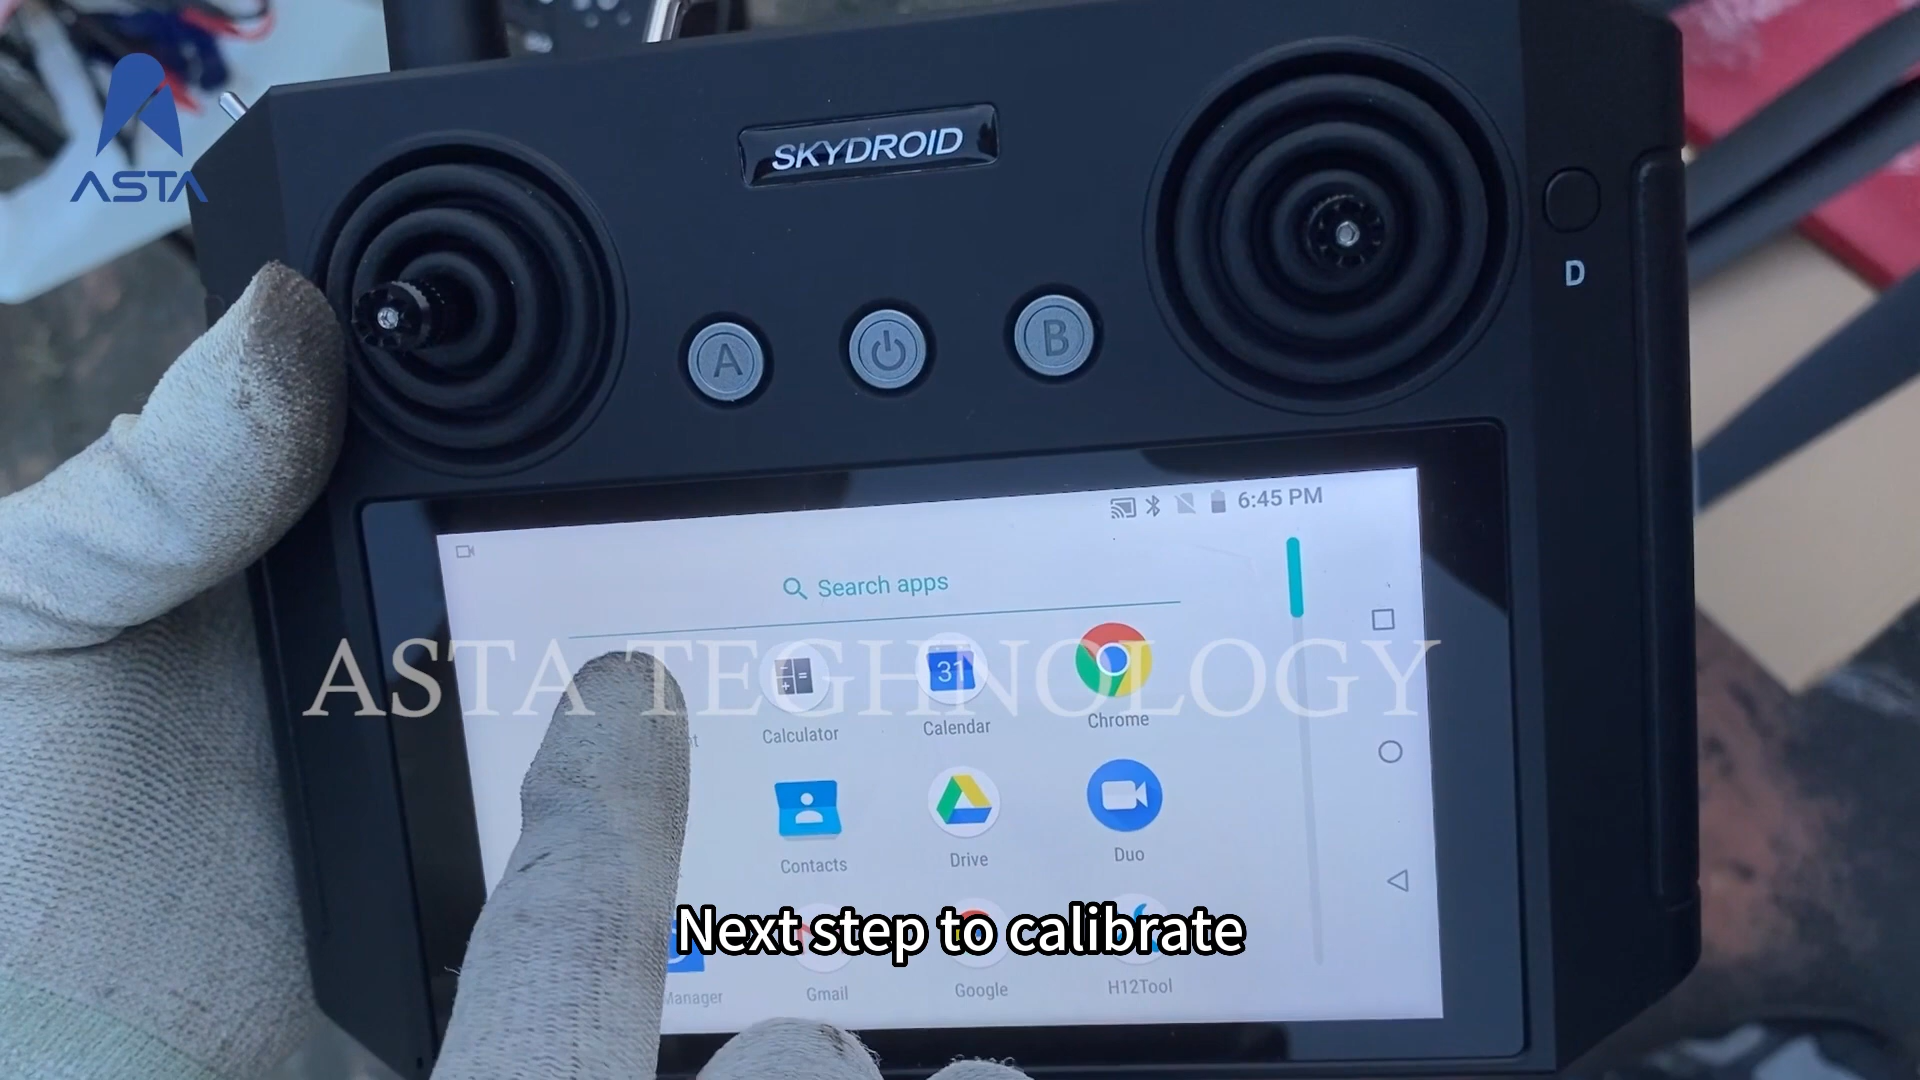 ASTA
SKYDROID
A
B
D
6:45 PM
Search apps
ASTA TEGHNOLOGY
31
Calculator
Calendar
Chrome
Contacts
Drive
Duo
Next step to calibrate
Manager
Gmail
Google
H12Tool